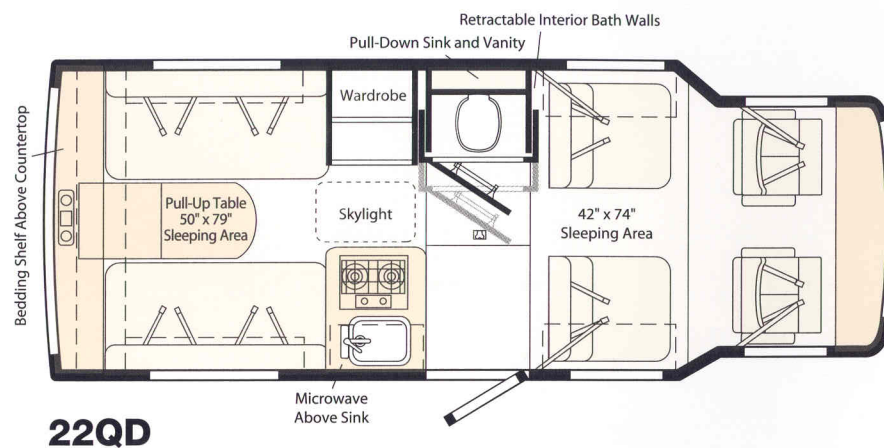 Retractable Interior Bath Walls
Pull-Down Sink and Vanity
Wardrobe
Bedding Shelf Above Countertop
Pull-Up Table
50" x 79"
Sleeping Area
Skylight
42" x 74"
Sleeping Area
Microwave
Above Sink
22QD